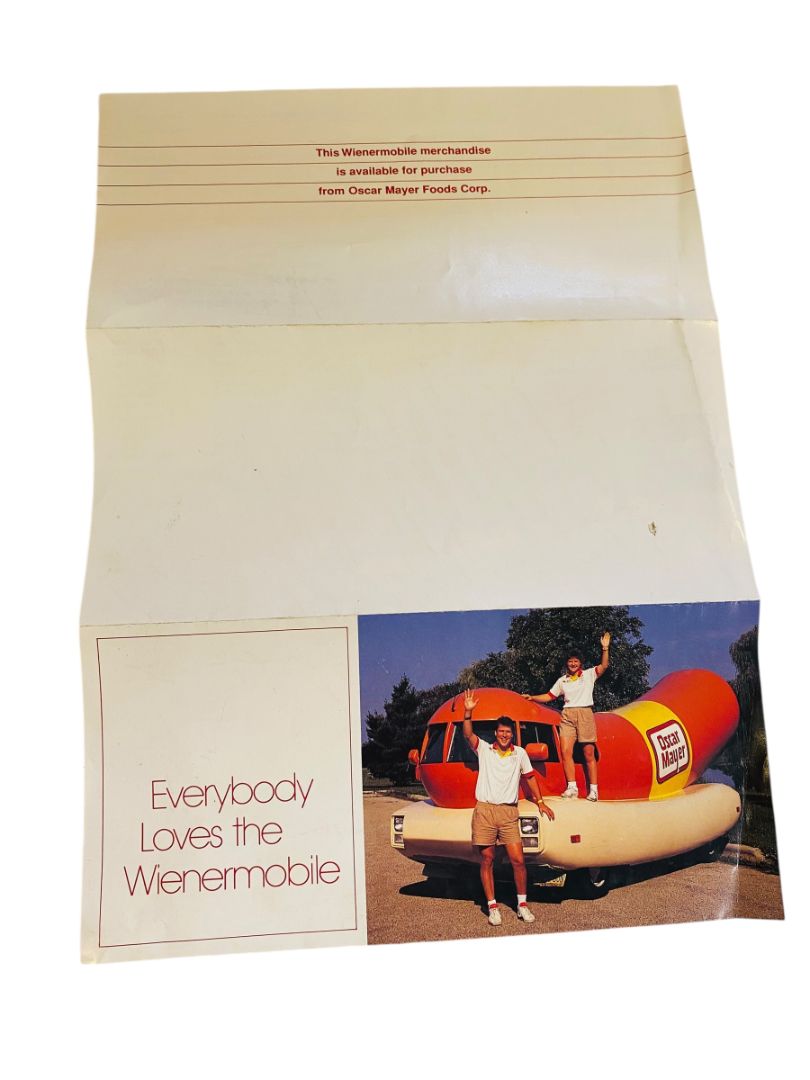 This Wienermobile merchandise
is available for purchase
from Oscar Mayer Foods Corp.
Everybody
Loves the
Wienermobile
Oscar
Mayer